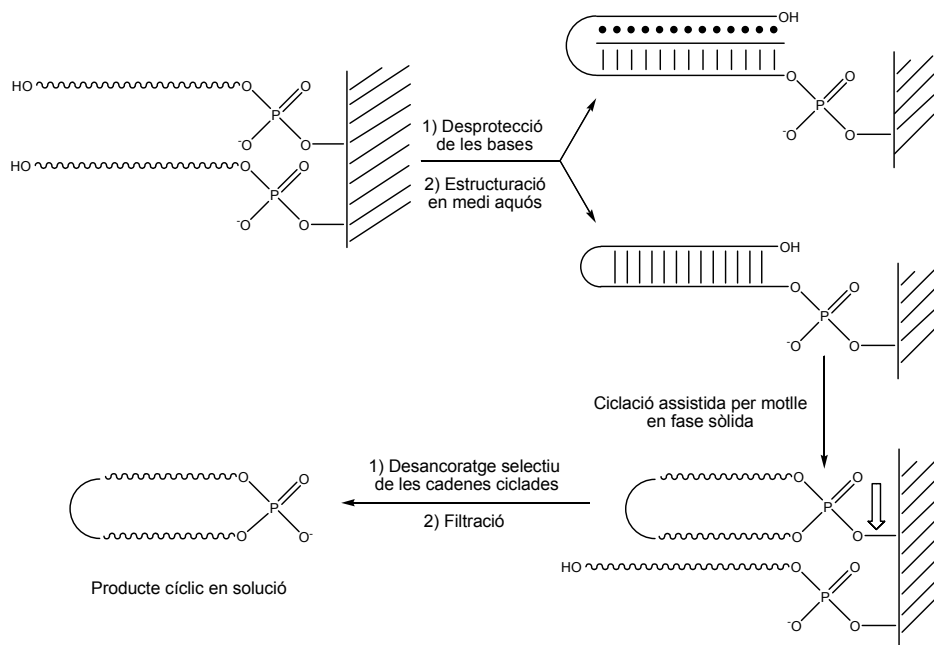 OH
O
O
P
⁻O
O
HO
O
O
P
⁻O
O
1) Desprotecció
de les bases
2) Estructuració
en medi aquós
HO
O
O
P
⁻O
O
OH
O
O
P
⁻O
O
Ciclació assistida per motlle
en fase sòlida
O
O
P
O
O⁻
1) Desancoratge selectiu
de les cadenes ciclades
2) Filtració
O
O
P
O
O
Producte cíclic en solució
HO
O
O
P
⁻O
O